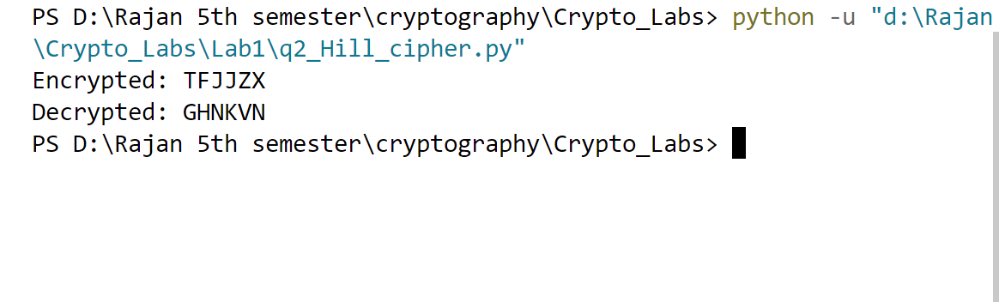 PS D:\Rajan 5th semester\cryptography\Crypto_Labs> python -u "d:\Rajan
\Crypto_Labs\Lab1\q2_Hill_cipher.py"
Encrypted: TFJJZX
Decrypted: GHNKVN
PS D:\Rajan 5th semester\cryptography\Crypto_Labs>